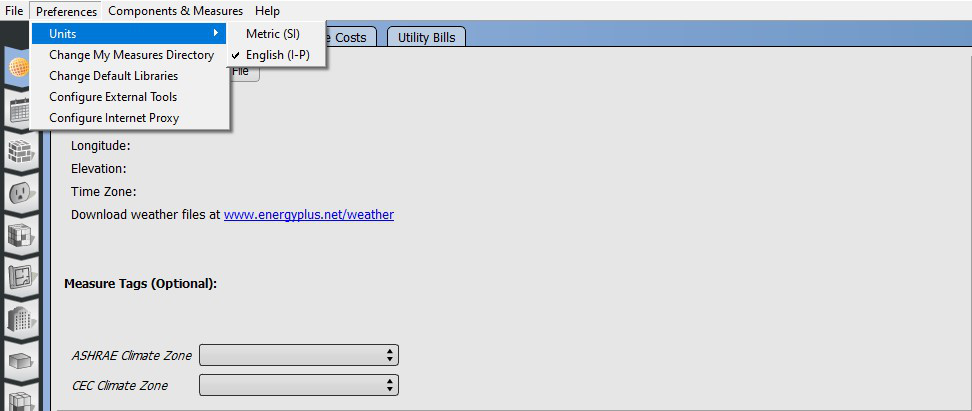 File Preferences Components & Measures Help
Units Metric (SI) Costs Utility Bills
Change My Measures Directory ✓ English (I-P)
Change Default Libraries File
Configure External Tools
Configure Internet Proxy
Longitude:
Elevation:
Time Zone:
Download weather files at www.energyplus.net/weather
Measure Tags (Optional):
ASHRAE Climate Zone
CEC Climate Zone